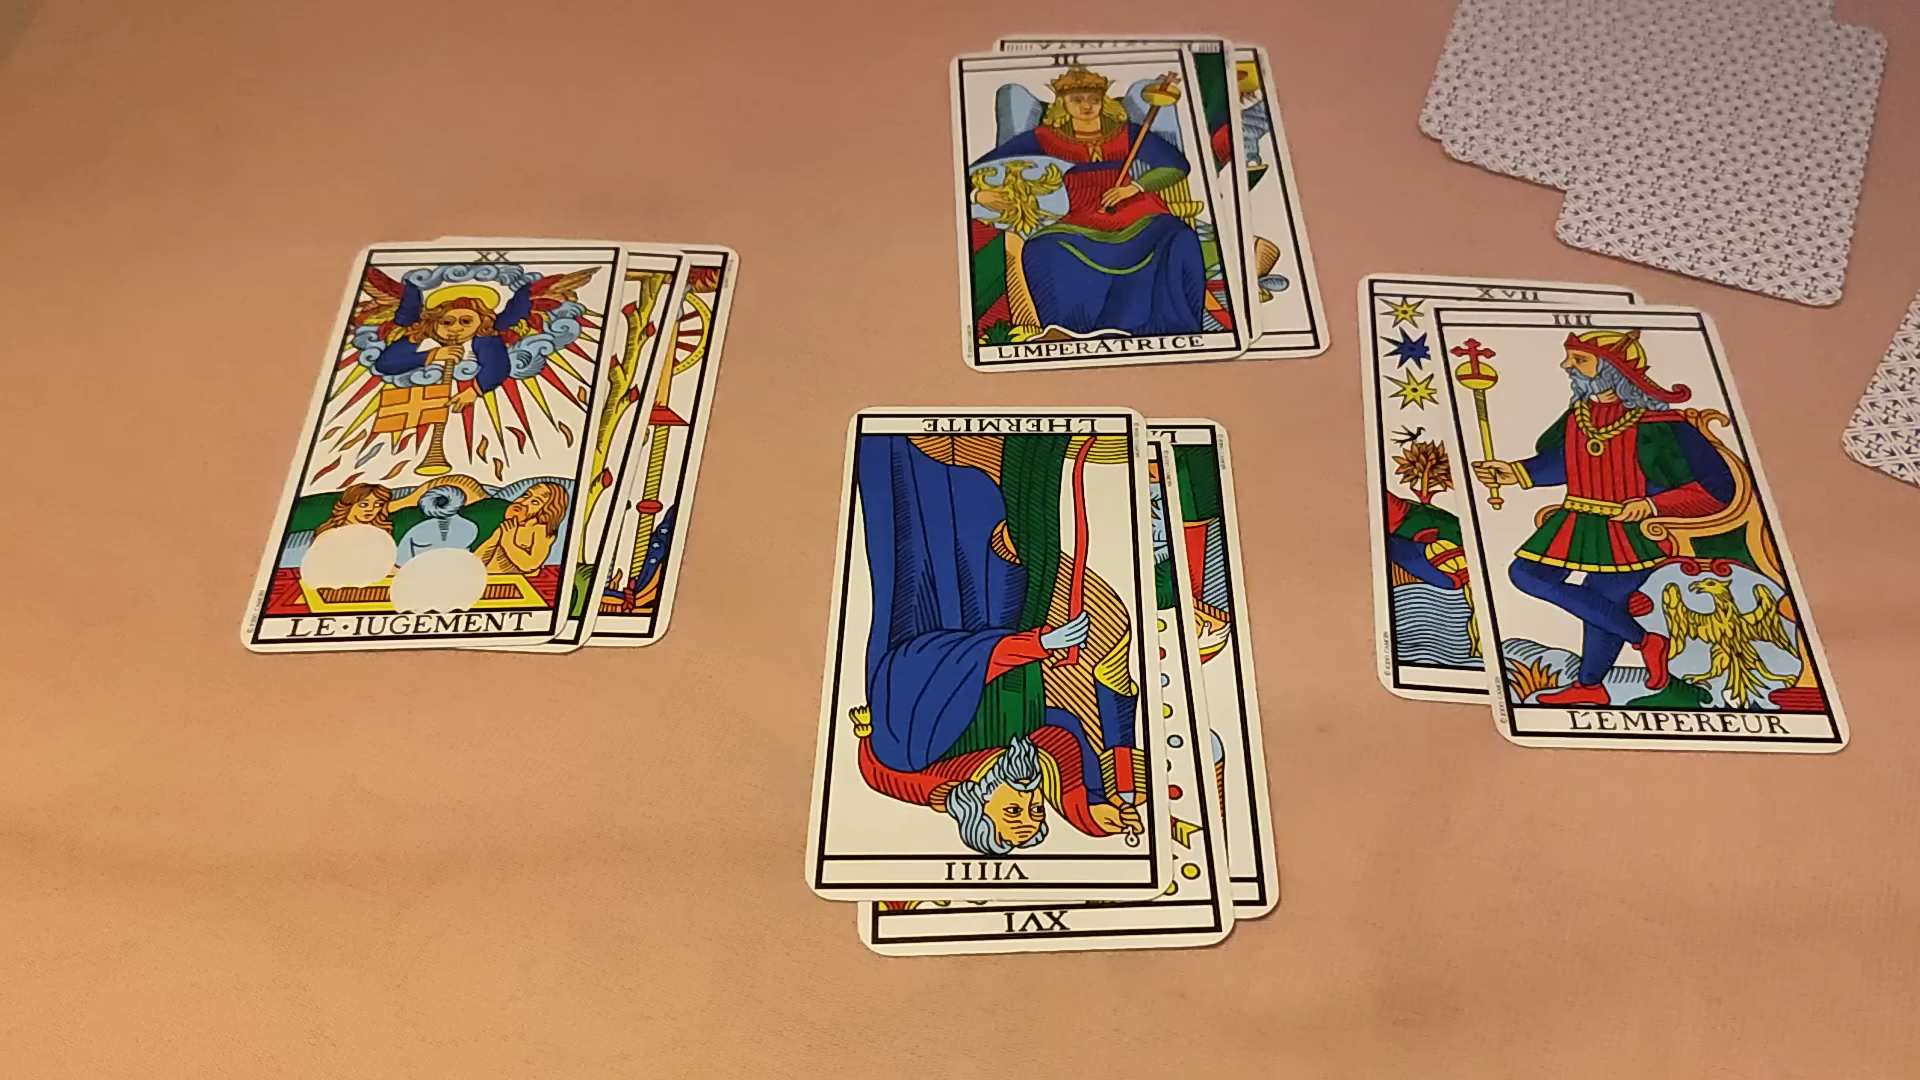 III
LIMPERATRICE
XX
LE·IUGEMENT
XVII
IIII
L'EMPEREUR
LHERMITE
VIIII
XVI